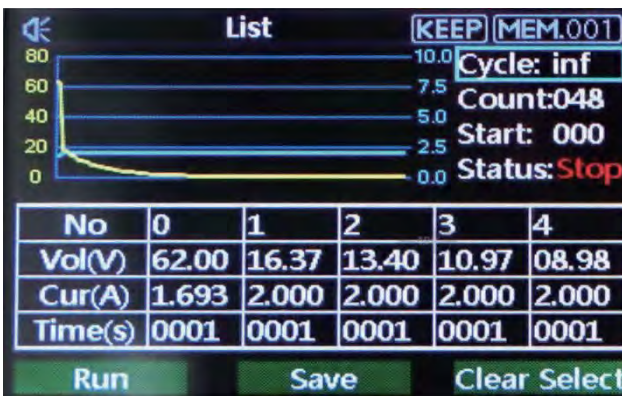 List KEEP MEM.001
80 10.0 Cycle: inf
60 7.5 Count:048
40 5.0 Start: 000
20 2.5 Status:Stop
0 0.0
No 0 1 2 3 4
Vol(V) 62.00 16.37 13.40 10.97 08.98
Cur(A) 1.693 2.000 2.000 2.000 2.000
Time(s) 0001 0001 0001 0001 0001
Run Save Clear Select